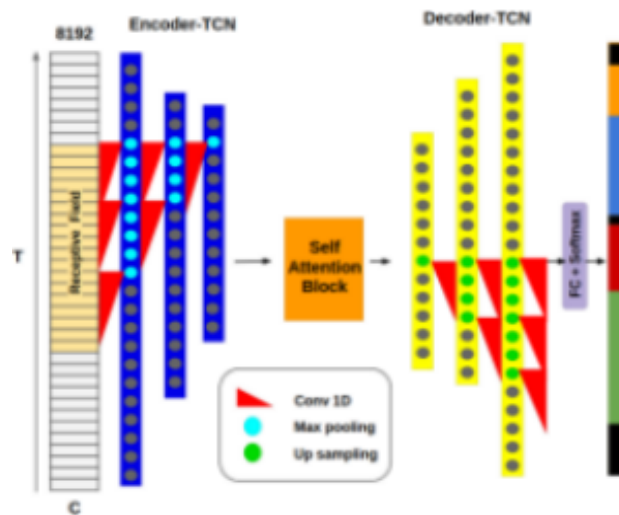 Encoder-TCN
Decoder-TCN
8192
Receptive Field
T
Self
Attention
Block
FC + Softmax
Conv 1D
Max pooling
Up sampling
C